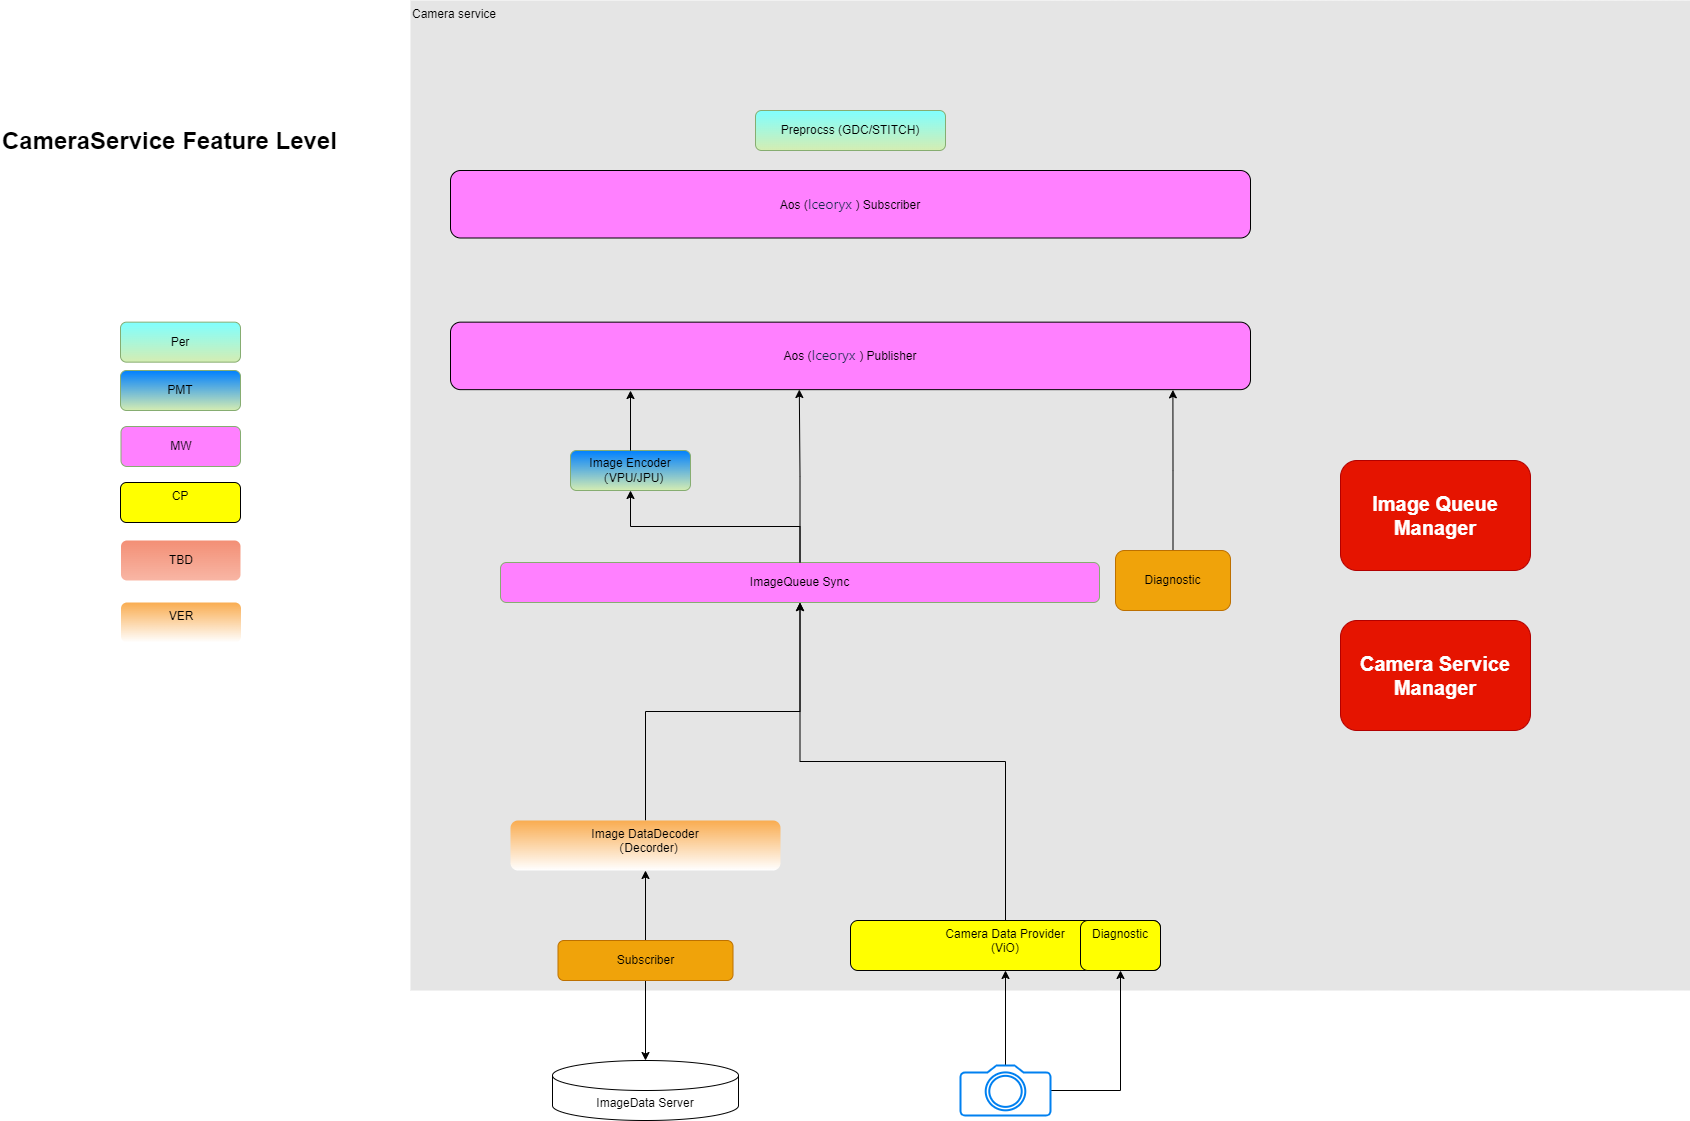 Camera service
CameraService Feature Level
Preprocss (GDC/STITCH)
Aos (Iceoryx ) Subscriber
Per
Aos (Iceoryx ) Publisher
PMT
MW
Image Encoder
(VPU/JPU)
CP
Image Queue
Manager
TBD
ImageQueue Sync
Diagnostic
VER
Camera Service
Manager
Image DataDecoder
(Decorder)
Camera Data Provider
(ViO)
Diagnostic
Subscriber
ImageData Server